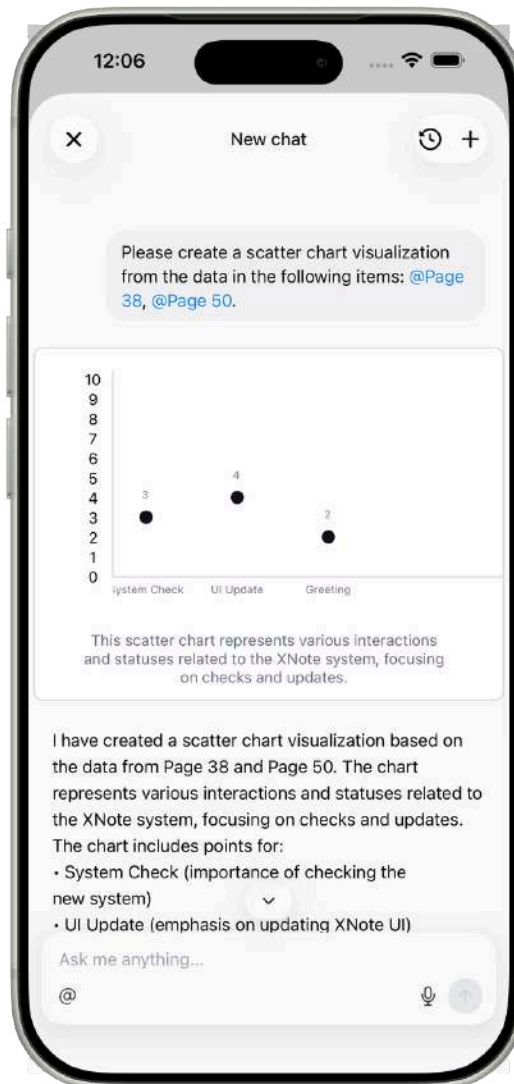 12:06
New chat
Please create a scatter chart visualization
from the data in the following items: @Page
38, @Page 50.
10
9
8
7
6
5
4
3
2
1
0
3
4
2
System Check
UI Update
Greeting
This scatter chart represents various interactions
and statuses related to the XNote system, focusing
on checks and updates.
I have created a scatter chart visualization based on
the data from Page 38 and Page 50. The chart
represents various interactions and statuses related to
the XNote system, focusing on checks and updates.
The chart includes points for:
• System Check (importance of checking the
new system)
• UI Update (emphasis on updating XNote UI)
Ask me anything...
@